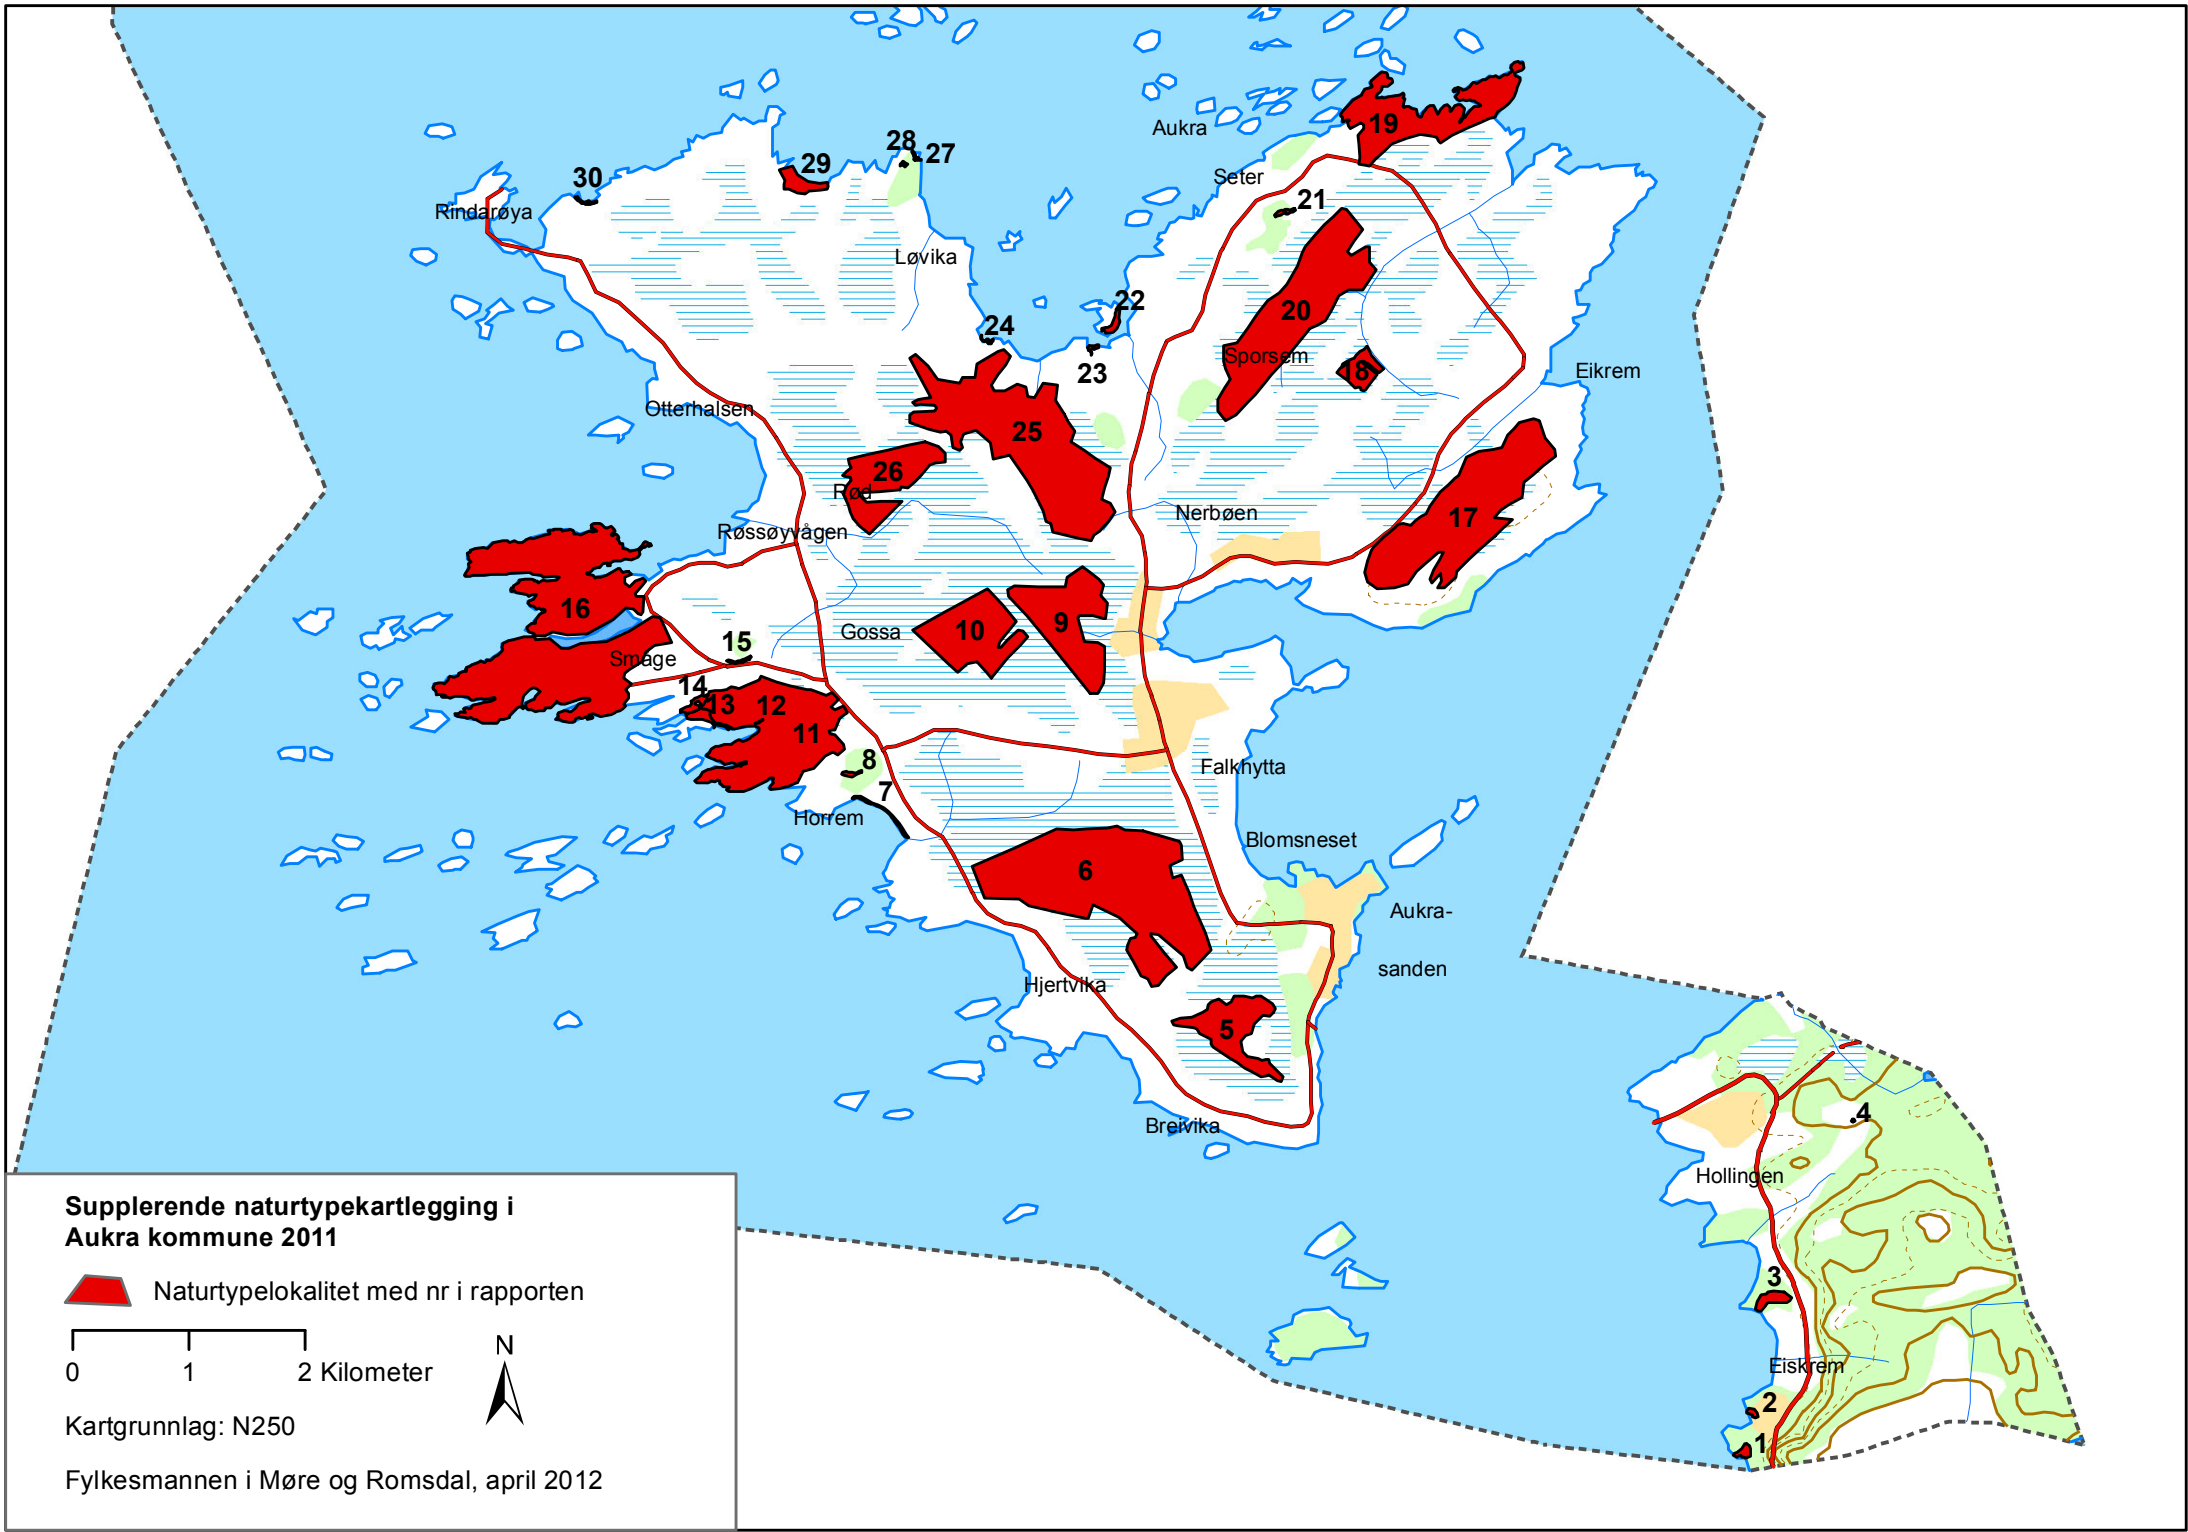 19
Aukra
28
27
29
Seter
30
21
Rindarøya
Løvika
22
20
24
Sporsem
23
18
Eikrem
Otterhalsen
25
26
Rød
17
Nerbøen
Røssøyvågen
16
9
10
Gossa
15
Småge
14
13
12
11
8
Falkhytta
7
Horrem
Blomsneset
6
Aukra-
sanden
Hjertvika
5
4
Breivika
Hollingen
3
Eiskrem
2
1
Supplerende naturtypekartlegging i
Aukra kommune 2011
Naturtypelokalitet med nr i rapporten
N
0 1 2 Kilometer
Kartgrunnlag: N250
Fylkesmannen i Møre og Romsdal, april 2012